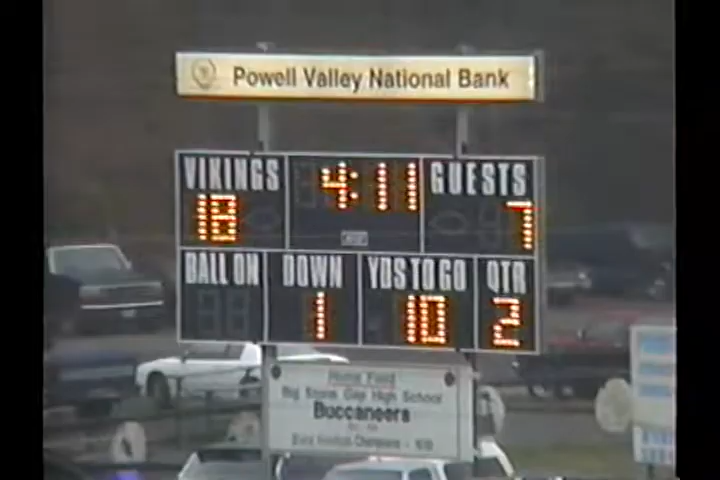 Powell Valley National Bank
VIKINGS 4:11 GUESTS
18 7
BALL ON DOWN YDS TO GO QTR
1 10 2
Home Field
Big Stone Gap High School
Buccaneers